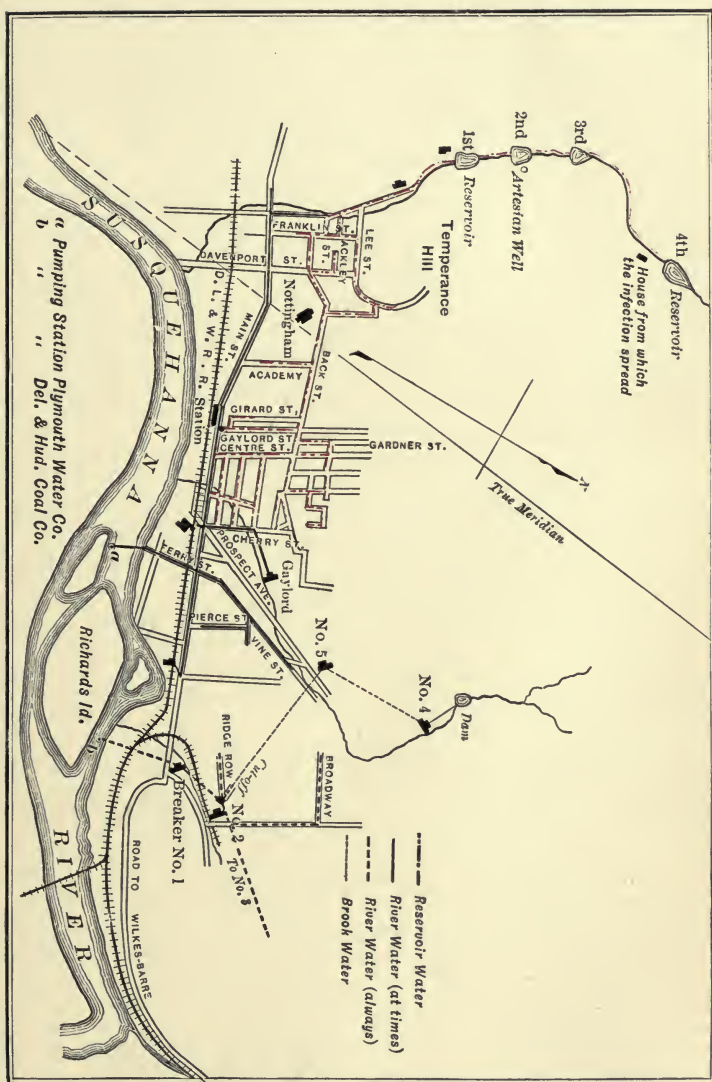 4th
Reservoir
House from which
the infection spread
3rd
2nd
Artesian Well
1st
Reservoir
Temperance
Hill
LEE ST.
ACKLEY
ST.
FRANKLIN ST.
DAVENPORT ST.
Nottingham
MAIN ST.
D. L. & W. R. R. Station
BACK ST.
ACADEMY
GIRARD ST.
GAYLORD ST.
CENTRE ST.
GARDNER ST.
True Meridian
CHERRY ST.
PROSPECT AVE.
Gaylord
FERRY ST.
PIERCE ST.
VINE ST.
No. 5
No. 4
Dam
RIDGE ROW
Cut-off
BROADWAY
No. 2
To No. 3
Breaker No. 1
ROAD TO WILKES-BARRE
SUSQUEHANNA
RIVER
Richards Id.
a
b
a Pumping Station Plymouth Water Co.
b " " Del. & Hud. Coal Co.
Reservoir Water
River Water (at times)
River Water (always)
Brook Water